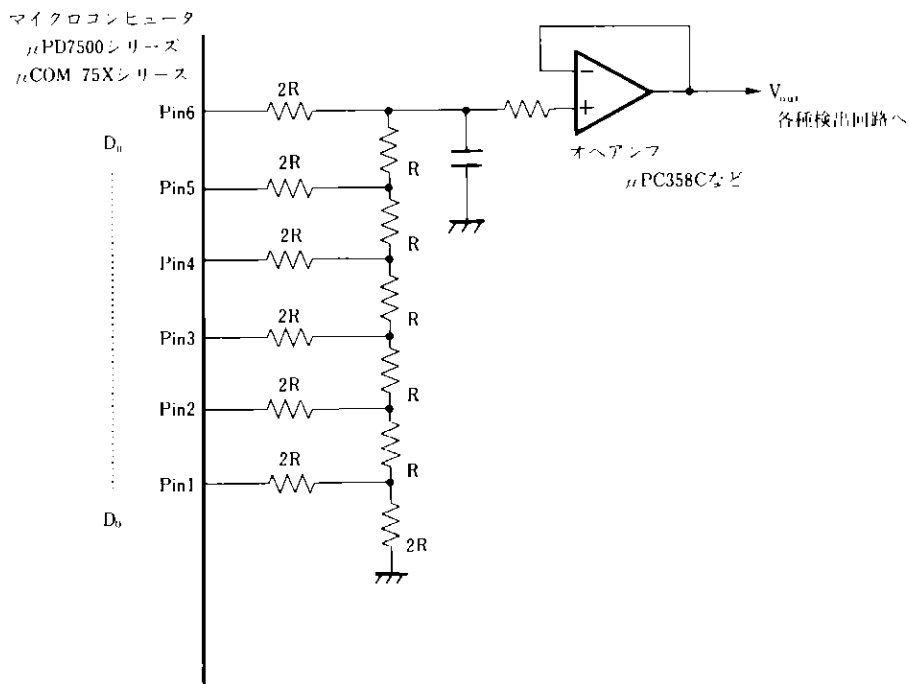 マイクロコンピュータ
μPD7500シリーズ
μCOM 75Xシリーズ
Pin6
2R
Vout
各種検出回路へ
オペアンプ
μPC358Cなど
R
Pin5
2R
R
Pin4
2R
R
Pin3
2R
R
Pin2
2R
R
Pin1
2R
2R
−
+